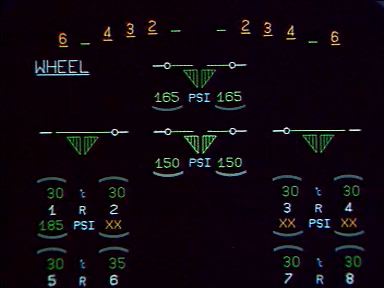 6 _ 4 3 2 - - 2 3 4 _ 6
WHEEL
165 PSI 165
150 PSI 150
30 °C 30 30 °C 30
1 R 2 3 R 4
185 PSI XX XX PSI XX
30 °C 35 30 °C 30
5 R 6 7 R 8